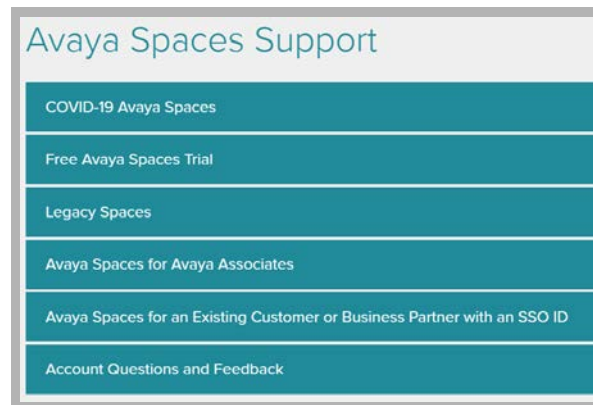 Avaya Spaces Support
COVID-19 Avaya Spaces
Free Avaya Spaces Trial
Legacy Spaces
Avaya Spaces for Avaya Associates
Avaya Spaces for an Existing Customer or Business Partner with an SSO ID
Account Questions and Feedback